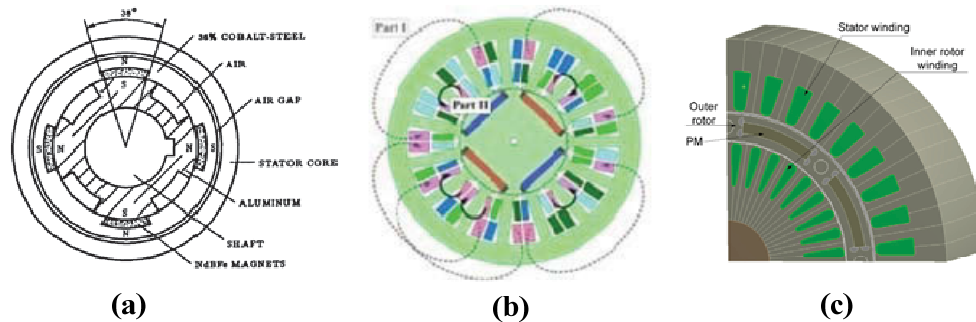 38°
36% COBALT-STEEL
AIR
AIR GAP
STATOR CORE
ALUMINUM
SHAFT
NdBFe MAGNETS
N
S
S
N
N
S
S
N
(a)
Part I
Part II
(b)
Stator winding
Inner rotor
winding
Outer
rotor
PM
(c)